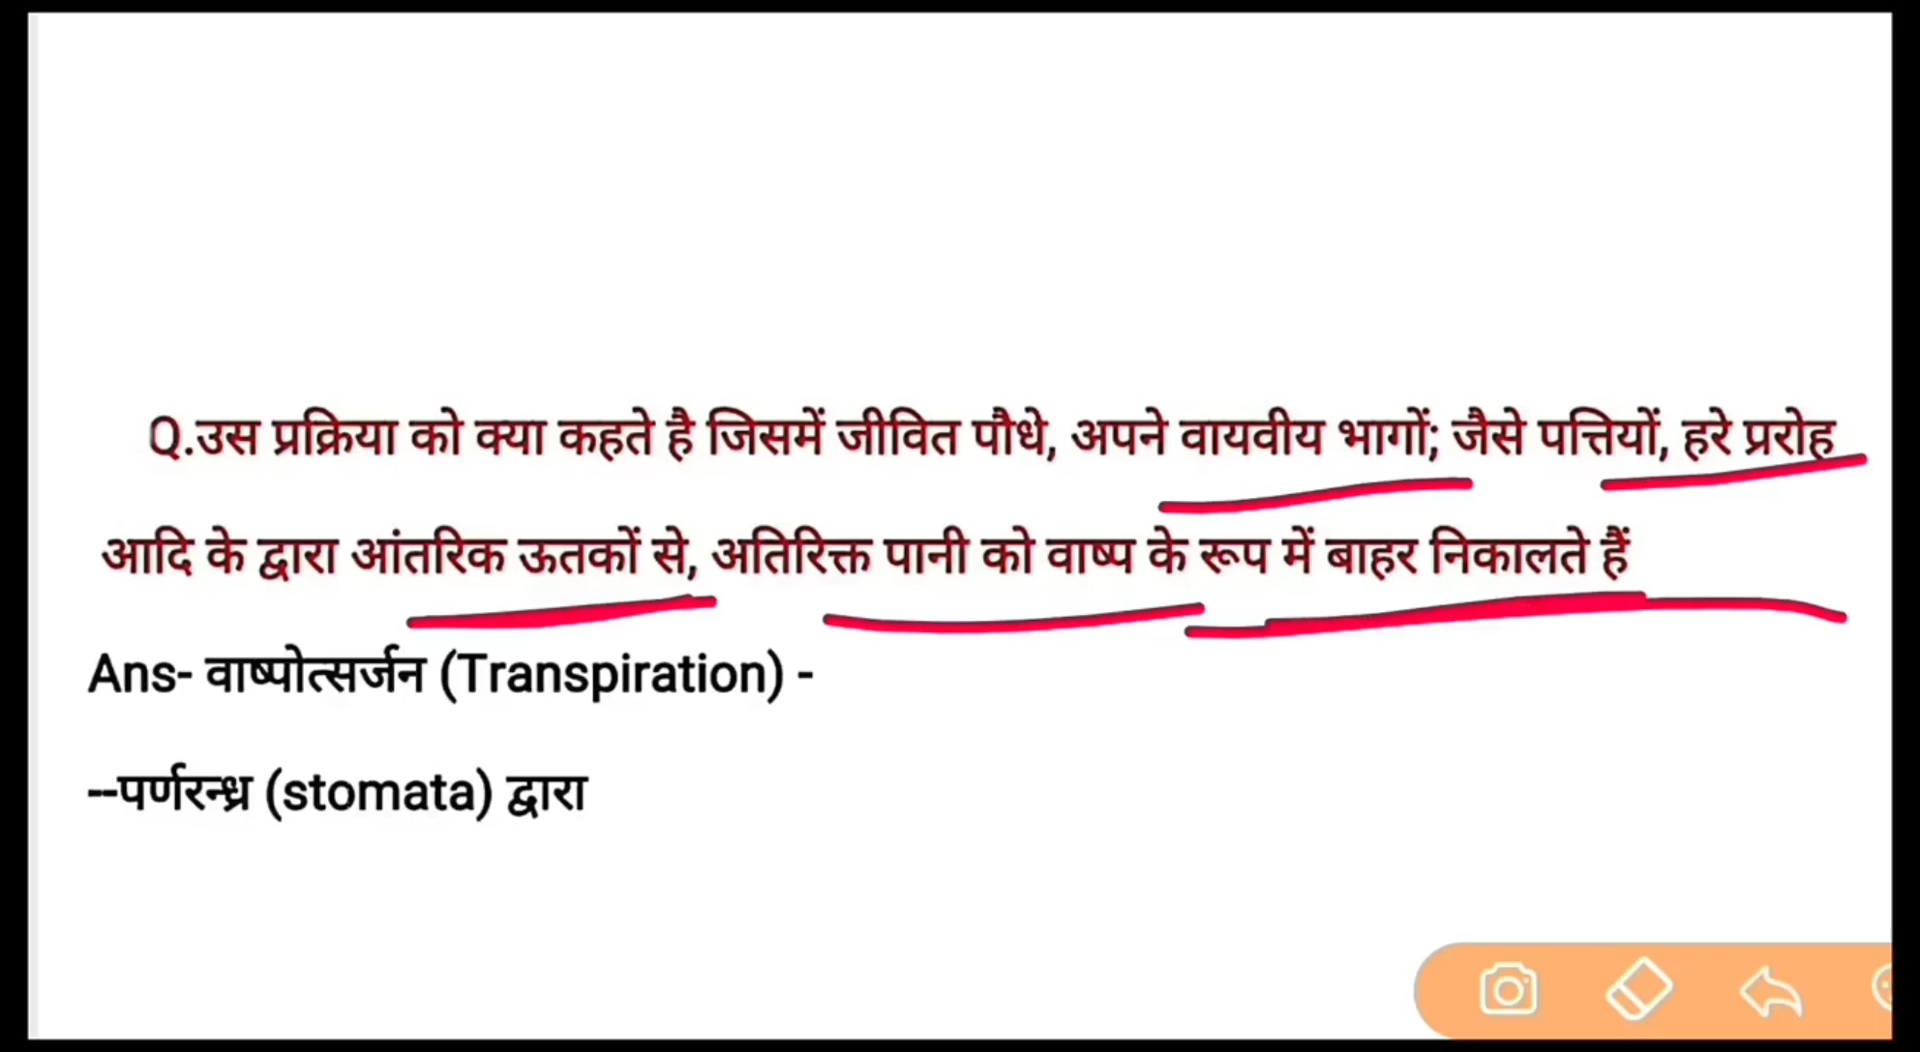 Q.उस प्रक्रिया को क्या कहते है जिसमें जीवित पौधे, अपने वायवीय भागों; जैसे पत्तियों, हरे प्ररोह
आदि के द्वारा आंतरिक ऊतकों से, अतिरिक्त पानी को वाष्प के रूप में बाहर निकालते हैं
Ans- वाष्पोत्सर्जन (Transpiration) -
--पर्णरन्ध्र (stomata) द्वारा